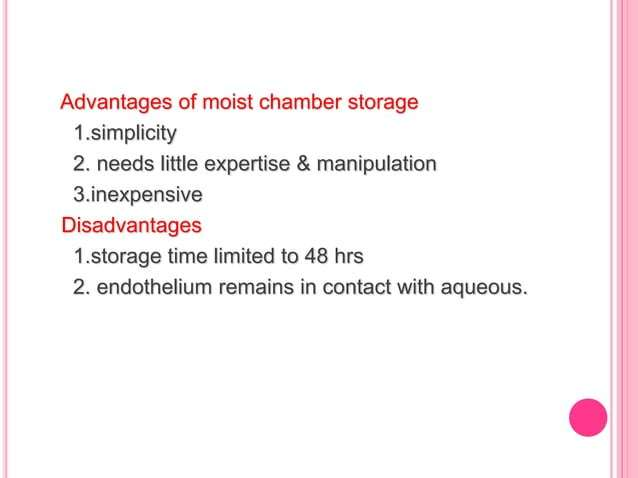 Advantages of moist chamber storage
1.simplicity
2. needs little expertise & manipulation
3.inexpensive
Disadvantages
1.storage time limited to 48 hrs
2. endothelium remains in contact with aqueous.